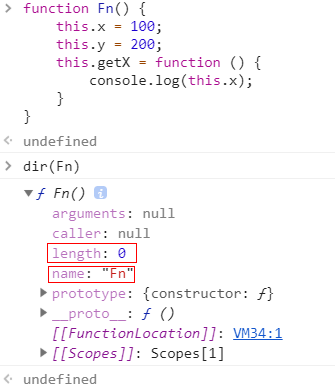 function Fn() {
this.x = 100;
this.y = 200;
this.getX = function () {
console.log(this.x);
}
}
undefined
dir(Fn)
ƒ Fn() i
arguments: null
caller: null
length: 0
name: "Fn"
prototype: {constructor: ƒ}
__proto__: ƒ ()
[[FunctionLocation]]: VM34:1
[[Scopes]]: Scopes[1]
undefined